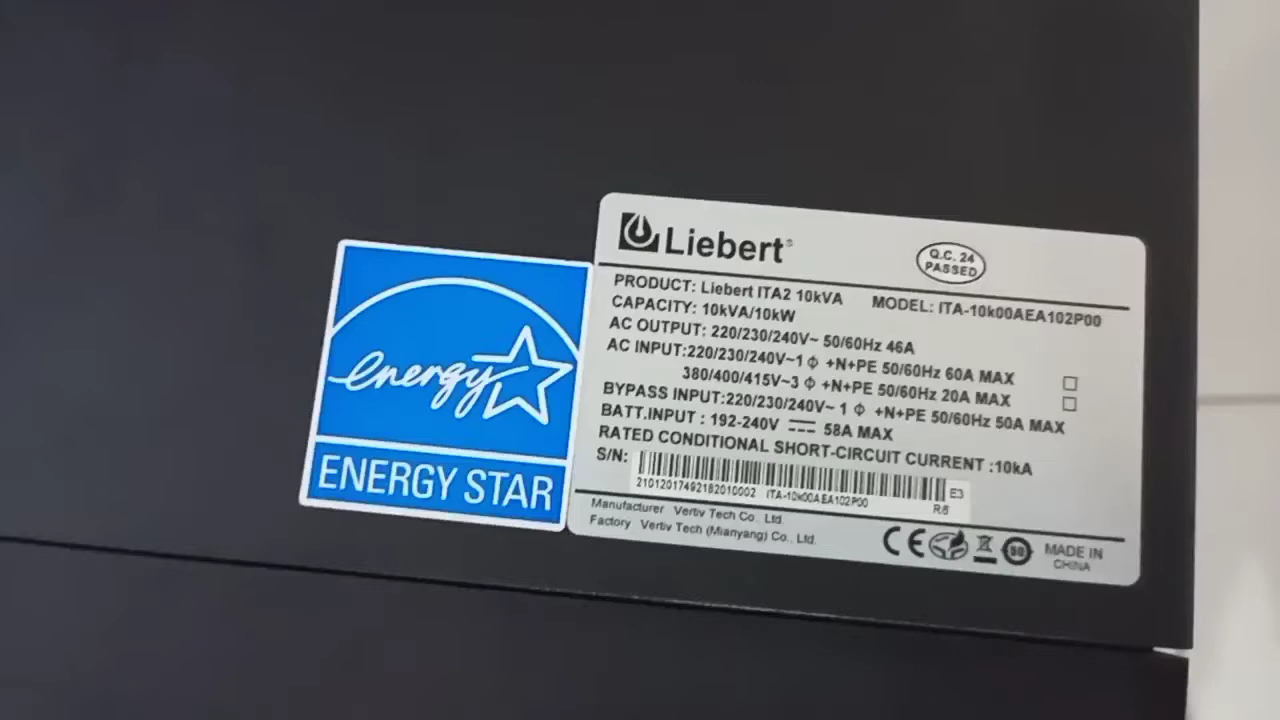 energy
ENERGY STAR
Liebert®
Q.C. 24
PASSED
PRODUCT: Liebert ITA2 10kVA MODEL: ITA-10k00AEA102P00
CAPACITY: 10kVA/10kW
AC OUTPUT: 220/230/240V~ 50/60Hz 46A
AC INPUT:220/230/240V~1 Φ +N+PE 50/60Hz 60A MAX
380/400/415V~3 Φ +N+PE 50/60Hz 20A MAX
BYPASS INPUT:220/230/240V~ 1 Φ +N+PE 50/60Hz 50A MAX
BATT.INPUT : 192-240V ⎓ 58A MAX
RATED CONDITIONAL SHORT-CIRCUIT CURRENT :10kA
S/N:
21012017492182010002 ITA-10k00AEA102P00
E3
R:6
Manufacturer Vertiv Tech Co., Ltd.
Factory Vertiv Tech (Mianyang) Co., Ltd.
CE
50
MADE IN
CHINA